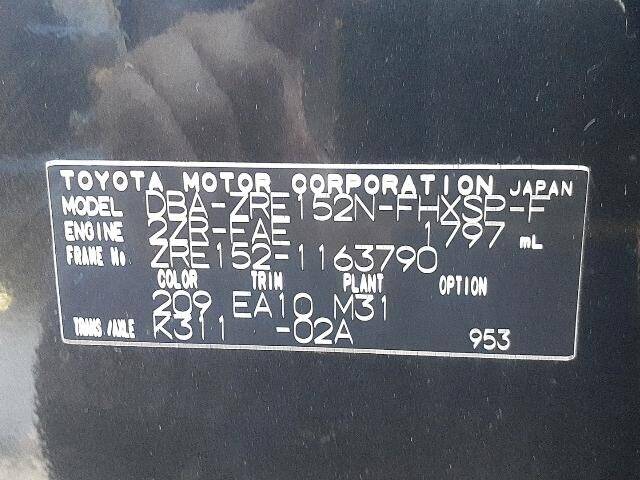 TOYOTA MOTOR CORPORATION JAPAN
MODEL DBA-ZRE152N-FHXSP-F
ENGINE 2ZR-FAE 1797 mL
FRAME No ZRE152-1163790
COLOR TRIM PLANT OPTION
209 EA10 M31
TRANS/AXLE K311 -02A 953